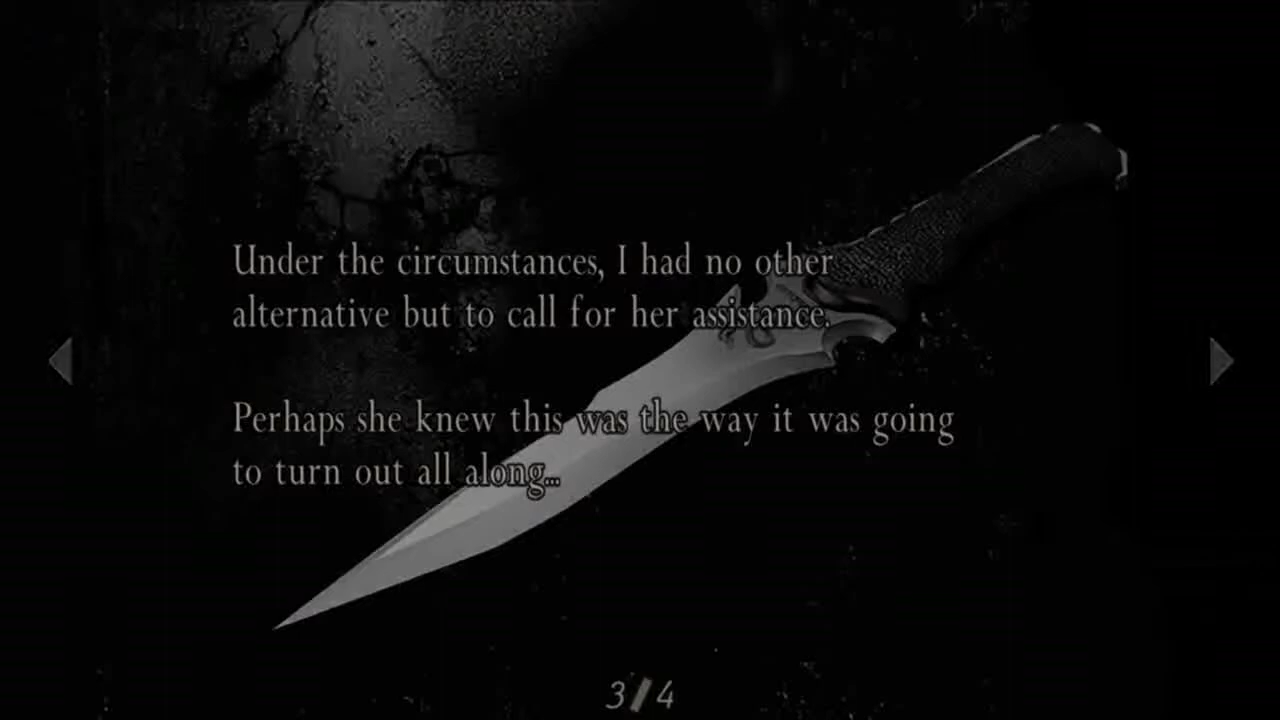 Under the circumstances, I had no other
alternative but to call for her assistance.
Perhaps she knew this was the way it was going
to turn out all along...
3/4